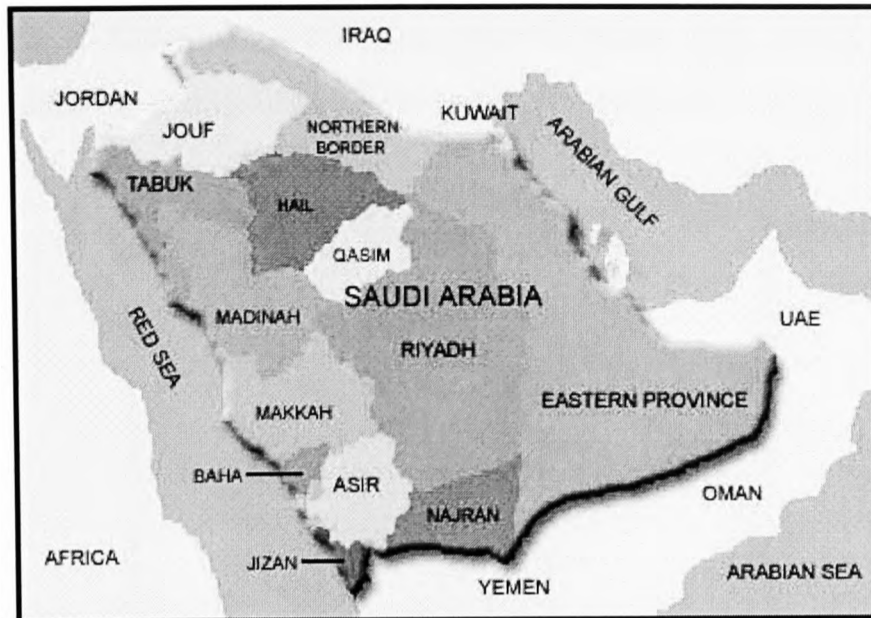 IRAQ
JORDAN
KUWAIT
JOUF
NORTHERN
BORDER
ARABIAN GULF
TABUK
HAIL
QASIM
SAUDI ARABIA
MADINAH
UAE
RED SEA
RIYADH
EASTERN PROVINCE
MAKKAH
BAHA
ASIR
OMAN
NAJRAN
AFRICA
JIZAN
YEMEN
ARABIAN SEA